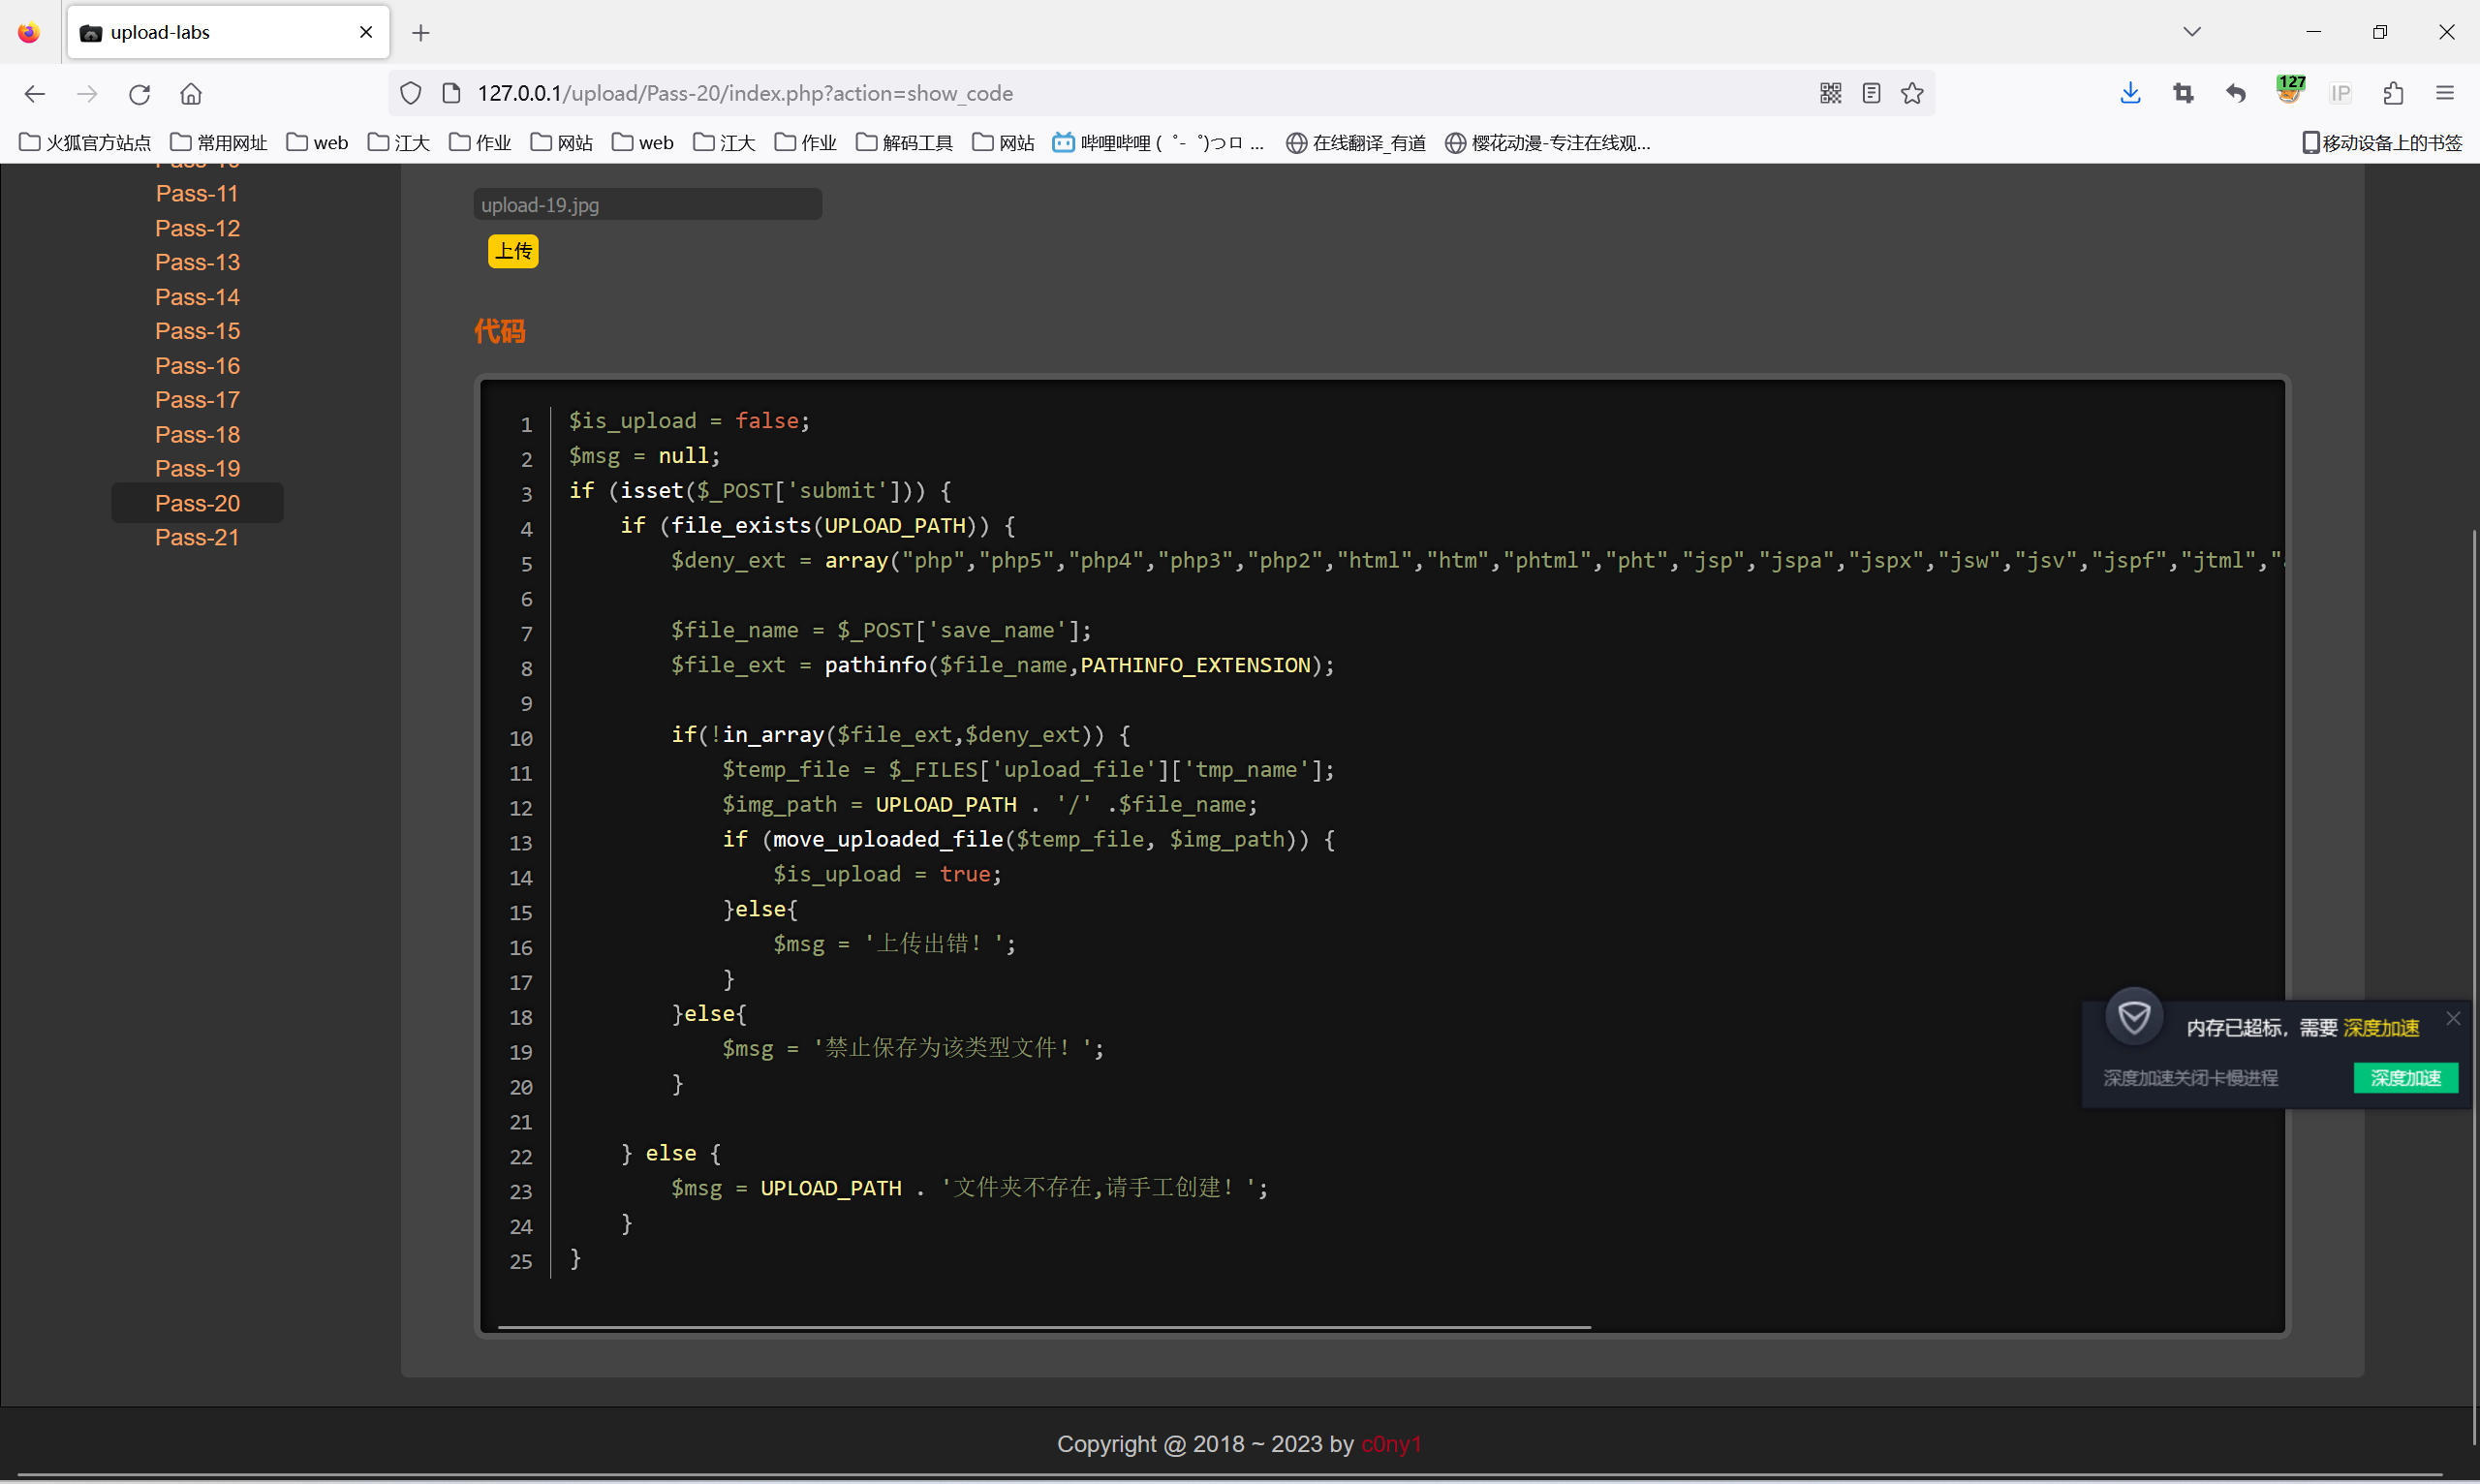 upload-labs
127.0.0.1/upload/Pass-20/index.php?action=show_code
127
IP
火狐官方站点 常用网址 web 江大 作业 网站 web 江大 作业 解码工具 网站 哔哩哔哩 ( ゜- ゜)つロ ... 在线翻译_有道 樱花动漫-专注在线观... 移动设备上的书签
Pass-11
Pass-12
Pass-13
Pass-14
Pass-15
Pass-16
Pass-17
Pass-18
Pass-19
Pass-20
Pass-21
upload-19.jpg
上传
代码
1 $is_upload = false;
2 $msg = null;
3 if (isset($_POST['submit'])) {
4     if (file_exists(UPLOAD_PATH)) {
5         $deny_ext = array("php","php5","php4","php3","php2","html","htm","phtml","pht","jsp","jspa","jspx","jsw","jsv","jspf","jtml","
6
7         $file_name = $_POST['save_name'];
8         $file_ext = pathinfo($file_name,PATHINFO_EXTENSION);
9
10         if(!in_array($file_ext,$deny_ext)) {
11             $temp_file = $_FILES['upload_file']['tmp_name'];
12             $img_path = UPLOAD_PATH . '/' .$file_name;
13             if (move_uploaded_file($temp_file, $img_path)) {
14                 $is_upload = true;
15             }else{
16                 $msg = '上传出错！';
17             }
18         }else{
19             $msg = '禁止保存为该类型文件！';
20         }
21
22     } else {
23         $msg = UPLOAD_PATH . '文件夹不存在,请手工创建！';
24     }
25 }
内存已超标，需要 深度加速
深度加速关闭卡慢进程 深度加速
Copyright @ 2018 ~ 2023 by c0ny1